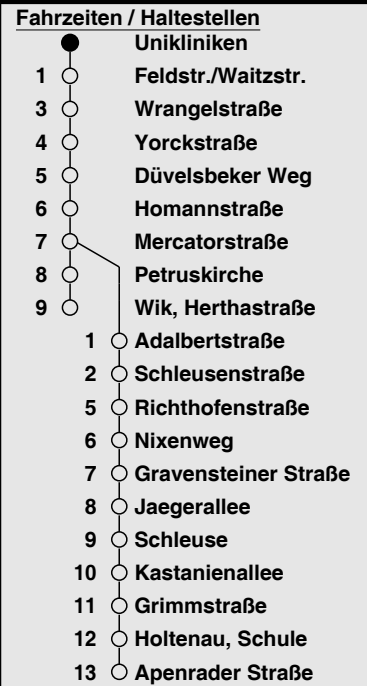 Fahrzeiten / Haltestellen
Unikliniken
1 Feldstr./Waitzstr.
3 Wrangelstraße
4 Yorckstraße
5 Düvelsbeker Weg
6 Homannstraße
7 Mercatorstraße
8 Petruskirche
9 Wik, Herthastraße
1 Adalbertstraße
2 Schleusenstraße
5 Richthofenstraße
6 Nixenweg
7 Gravensteiner Straße
8 Jaegerallee
9 Schleuse
10 Kastanienallee
11 Grimmstraße
12 Holtenau, Schule
13 Apenrader Straße